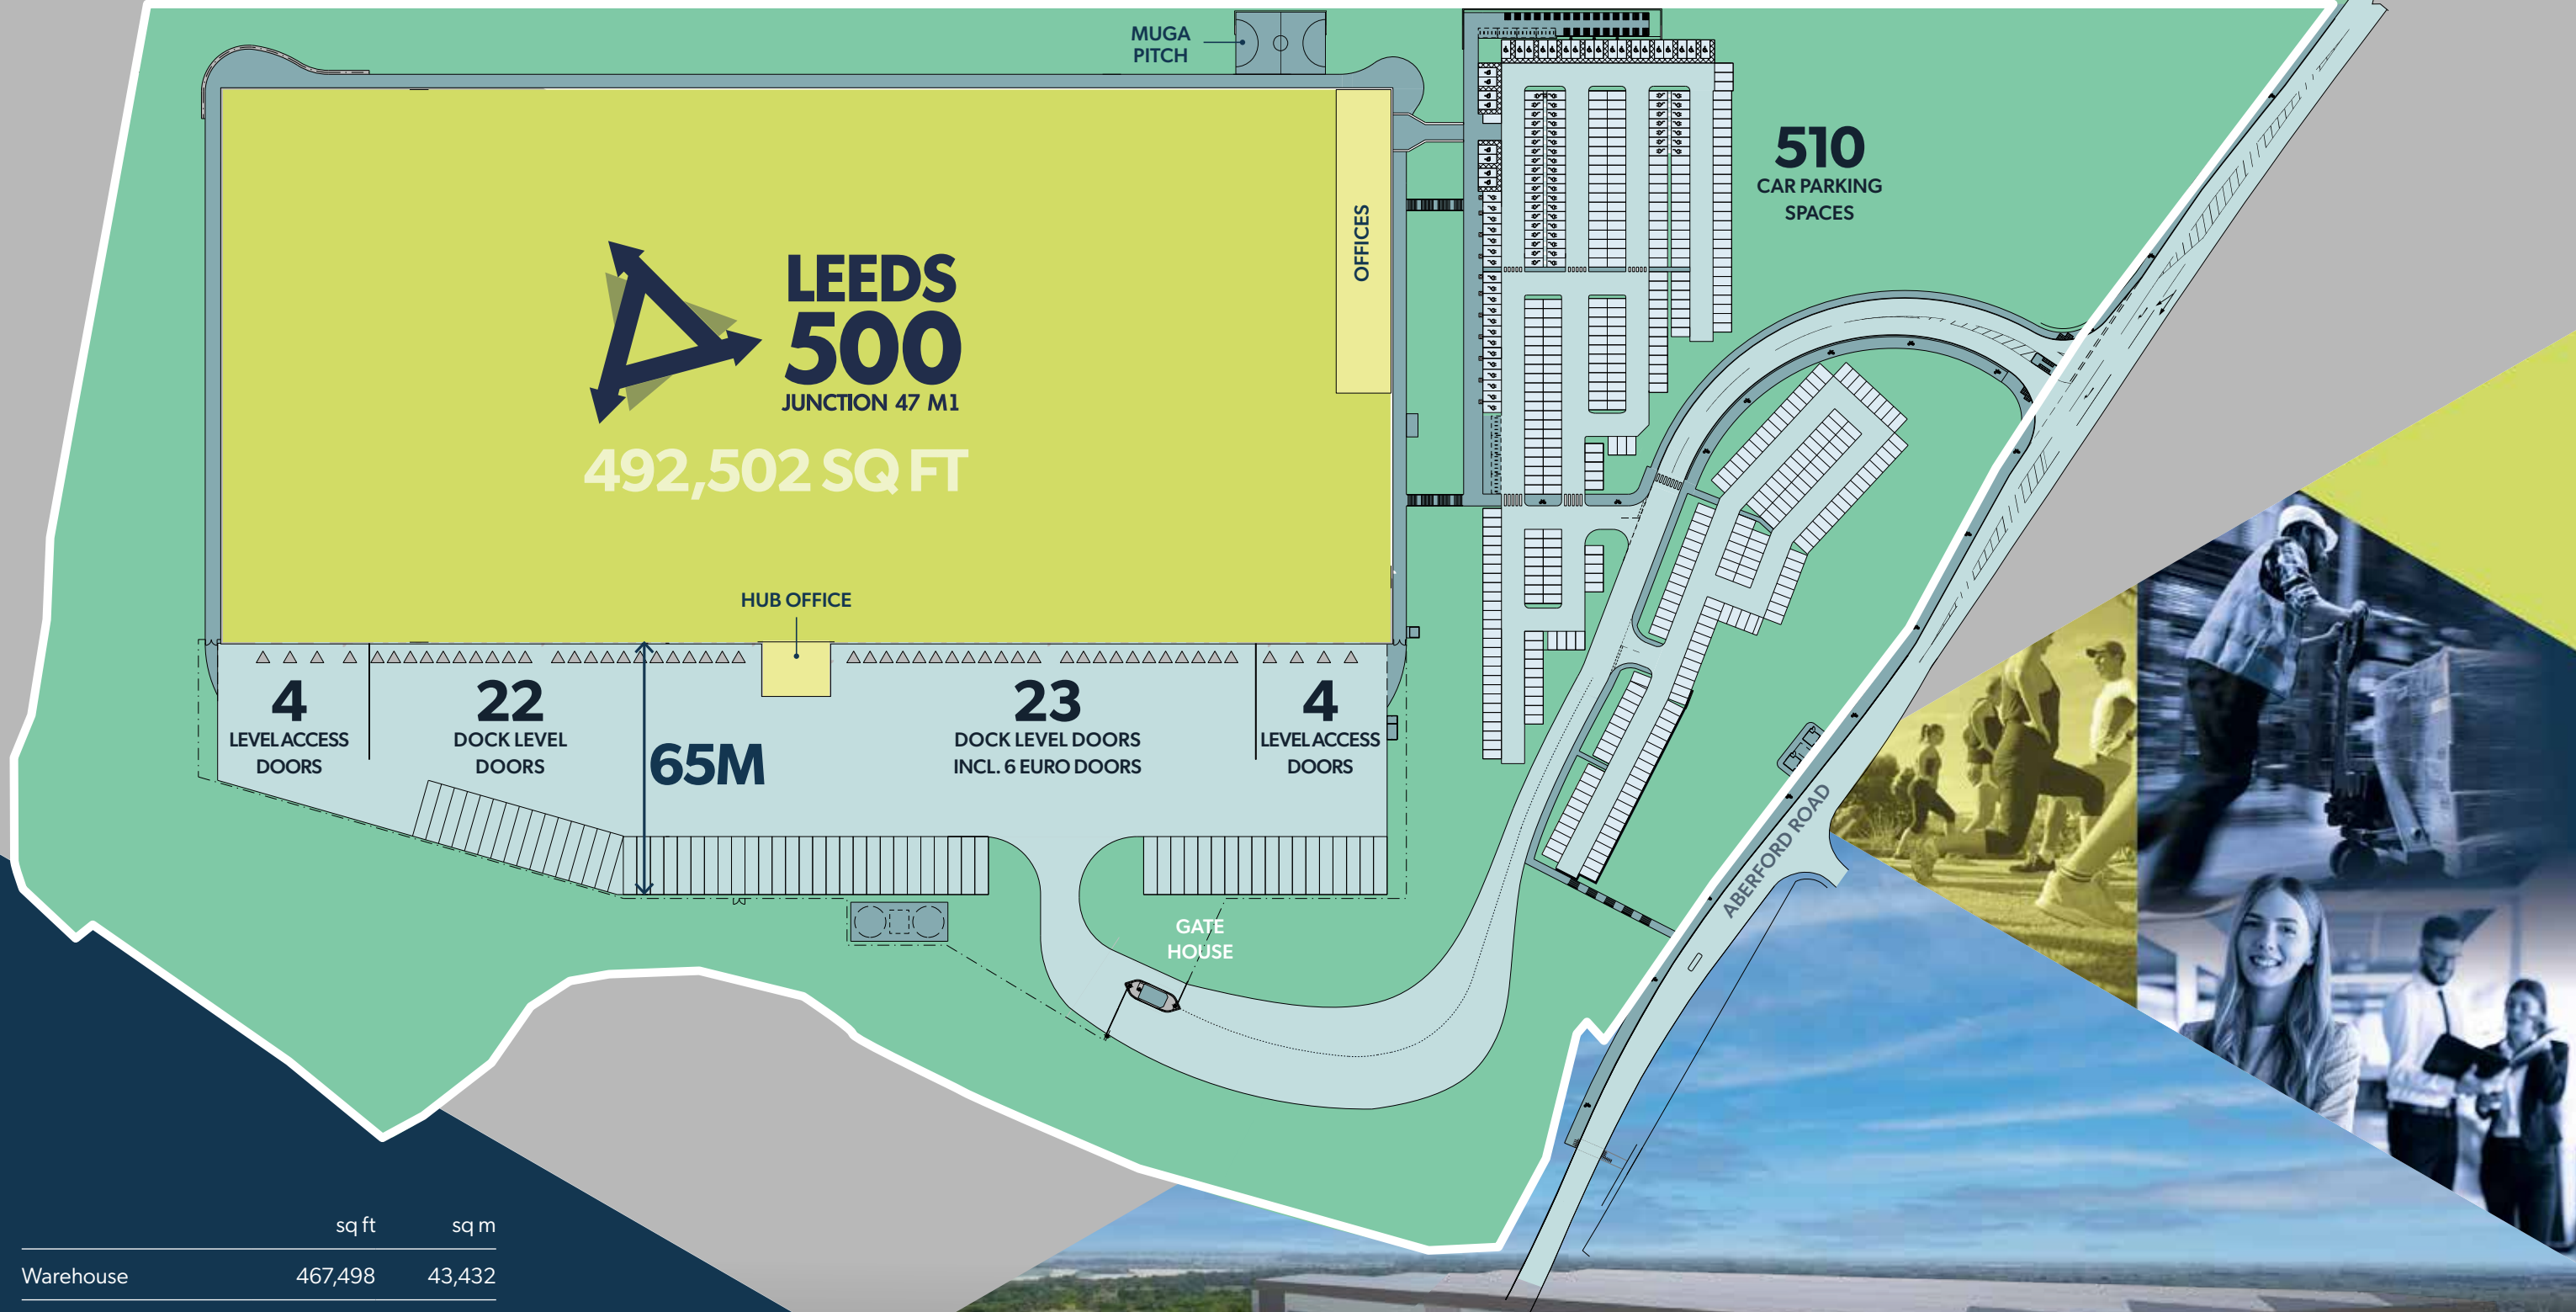 MUGA
PITCH
510
CAR PARKING
SPACES
OFFICES
LEEDS
500
JUNCTION 47 M1
492,502 SQ FT
HUB OFFICE
4
LEVEL ACCESS
DOORS
22
DOCK LEVEL
DOORS
65M
23
DOCK LEVEL DOORS
INCL. 6 EURO DOORS
4
LEVEL ACCESS
DOORS
GATE
HOUSE
ABERFORD ROAD
sq ft sq m
Warehouse 467,498 43,432